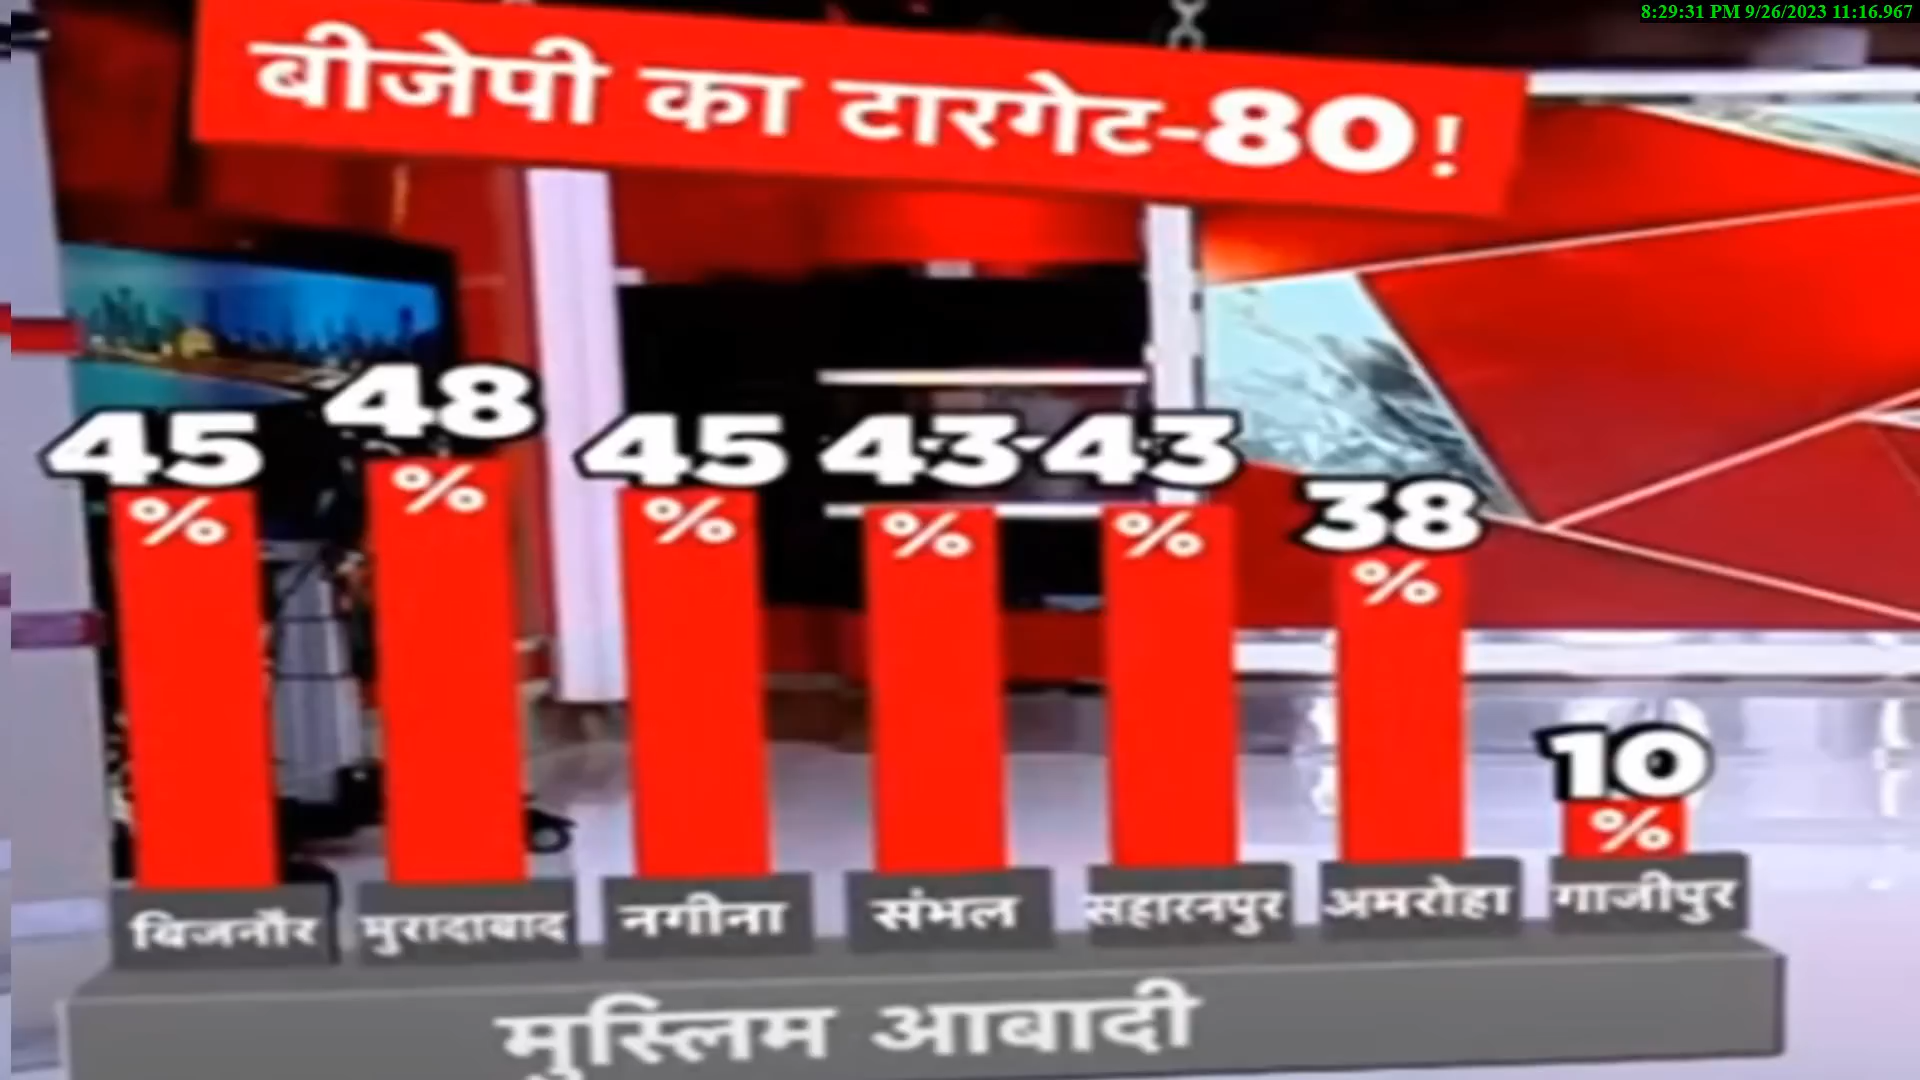 8:29:31 PM 9/26/2023 11:16.967
बीजेपी का टारगेट-80!
45 48 45 43 43 38 10
% % % % % % %
बिजनौर मुरादाबाद नगीना संभल सहारनपुर अमरोहा गाजीपुर
मुस्लिम आबादी